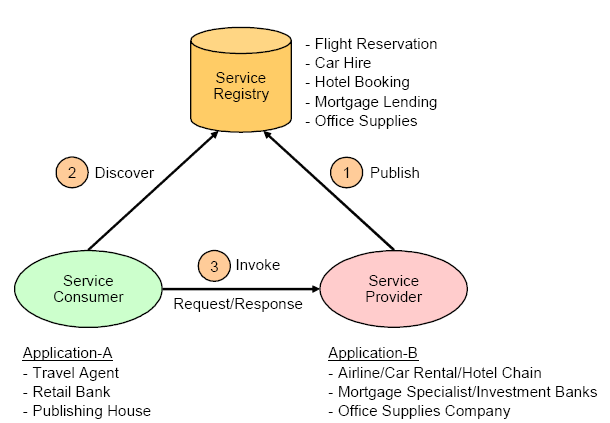 Service
Registry
- Flight Reservation
- Car Hire
- Hotel Booking
- Mortgage Lending
- Office Supplies
2 Discover
1 Publish
3 Invoke
Request/Response
Service
Consumer
Service
Provider
Application-A
- Travel Agent
- Retail Bank
- Publishing House
Application-B
- Airline/Car Rental/Hotel Chain
- Mortgage Specialist/Investment Banks
- Office Supplies Company